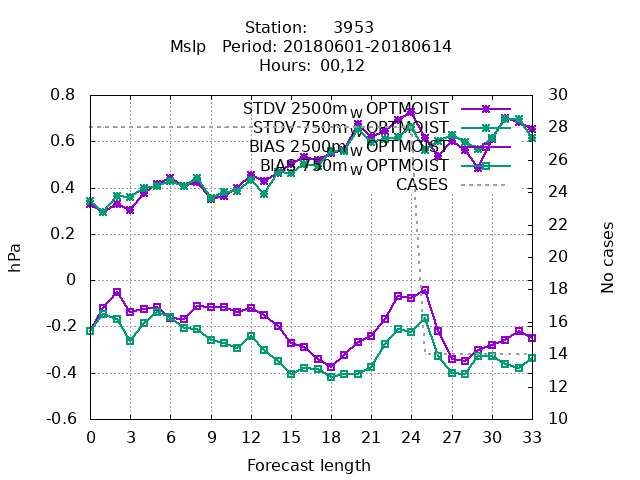 Station: 3953
Mslp Period: 20180601-20180614
Hours: 00,12
0.8
0.6
0.4
0.2
0
-0.2
-0.4
-0.6
hPa
STDV 2500m_W OPTMOIST
STDV 750m_W OPTMOIST
BIAS 2500m_W OPTMOIST
BIAS 750m_W OPTMOIST
CASES
30
28
26
24
22
20
18
16
14
12
10
No cases
0 3 6 9 12 15 18 21 24 27 30 33
Forecast length